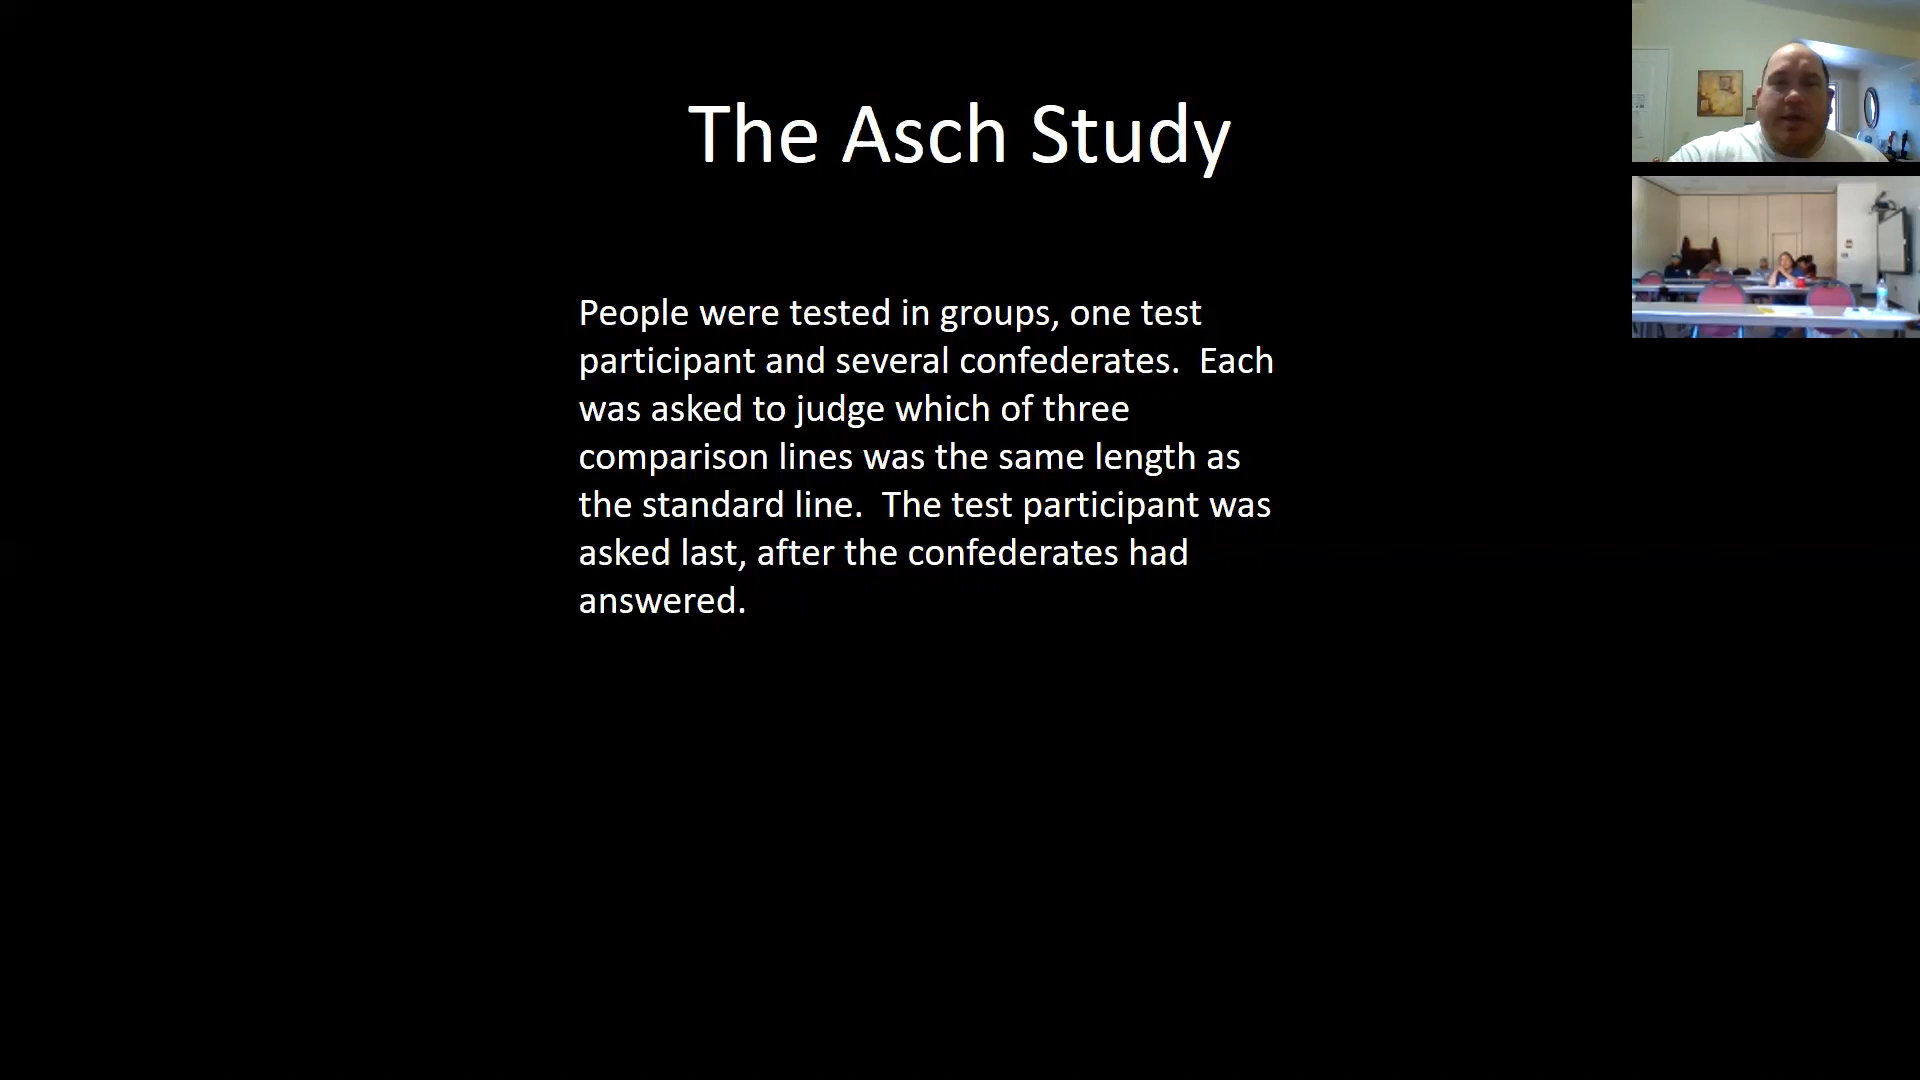 The Asch Study
People were tested in groups, one test
participant and several confederates.  Each
was asked to judge which of three
comparison lines was the same length as
the standard line.  The test participant was
asked last, after the confederates had
answered.